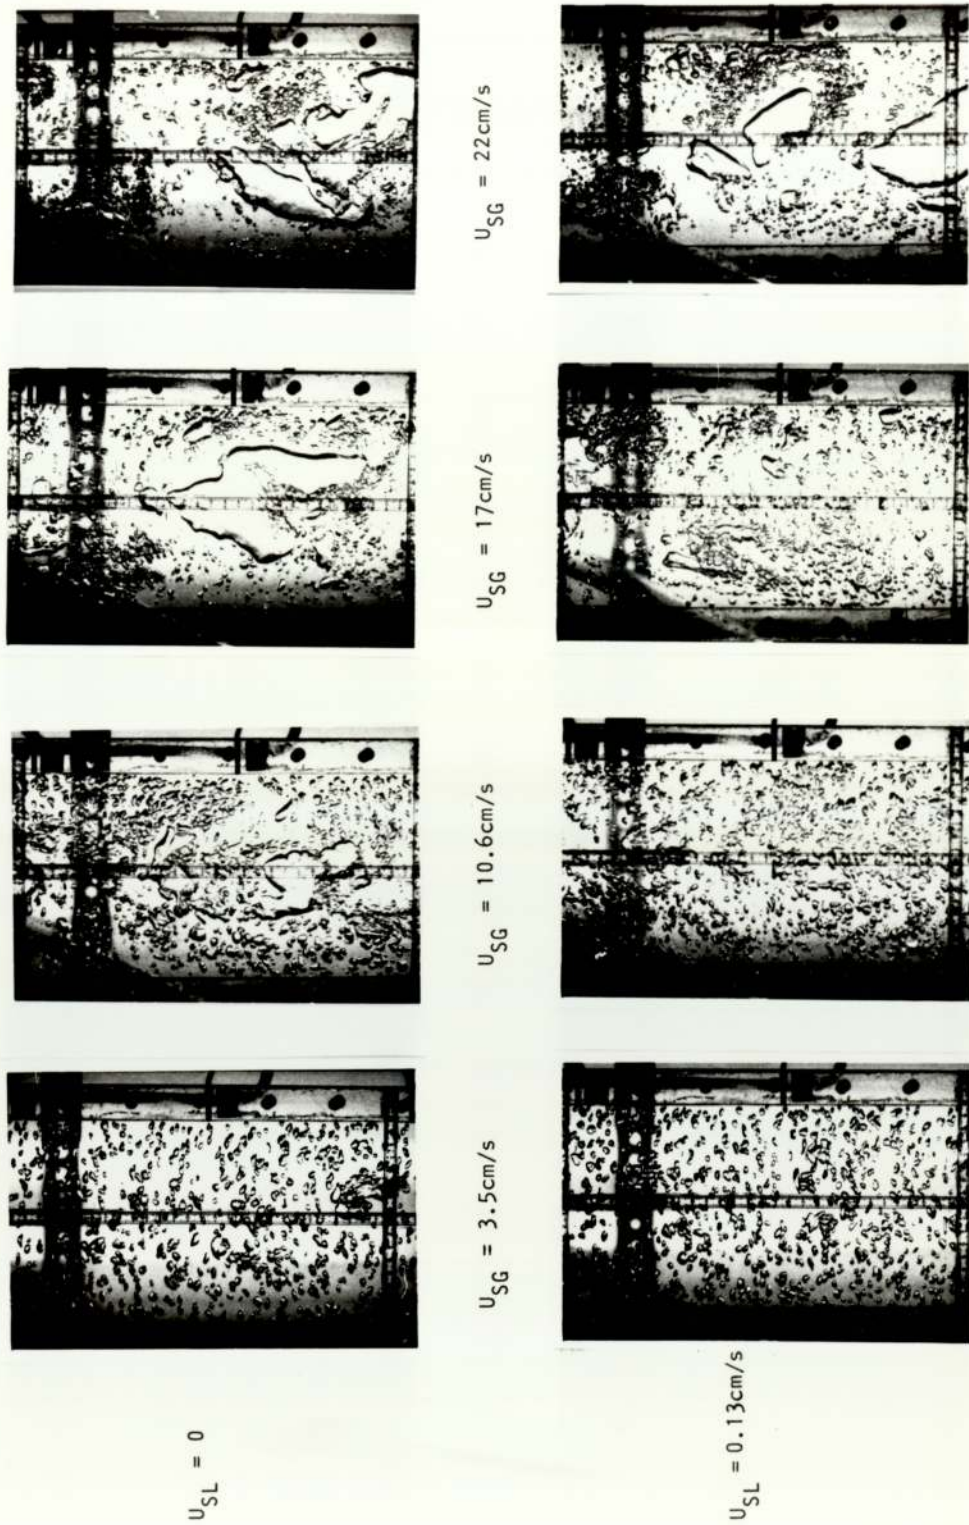 U_SL = 0
U_SG = 3.5cm/s
U_SG = 10.6cm/s
U_SG = 17cm/s
U_SG = 22cm/s
U_SL = 0.13cm/s